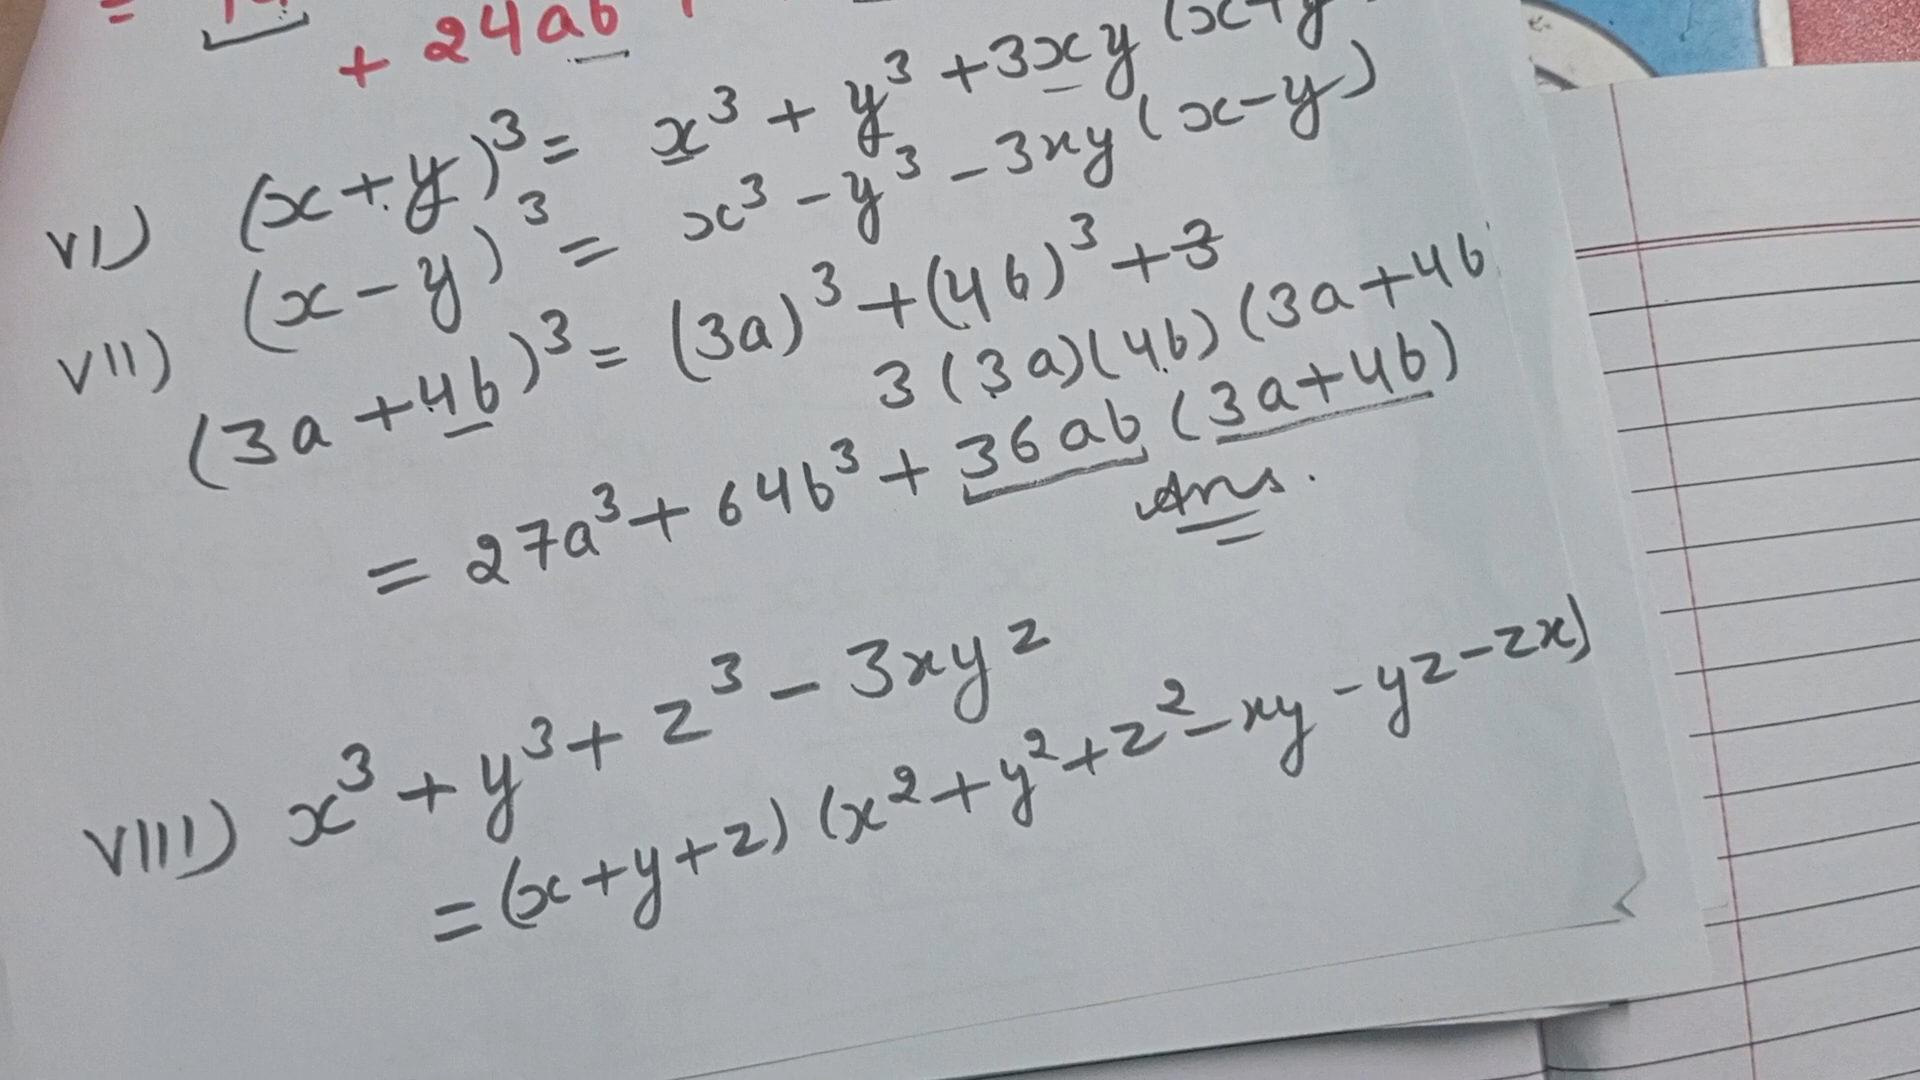 + 24ab
VI) (x+y)³ = x³ + y³ + 3xy(x+y
VII) (x-y)³ = x³ - y³ - 3xy(x-y)
(3a+4b)³ = (3a)³ + (4b)³ + 3
3(3a)(4b)(3a+4b
= 27a³ + 64b³ + 36ab(3a+4b)
Ans.
VIII) x³ + y³ + z³ - 3xyz
= (x+y+z)(x²+y²+z²-xy-yz-zx)